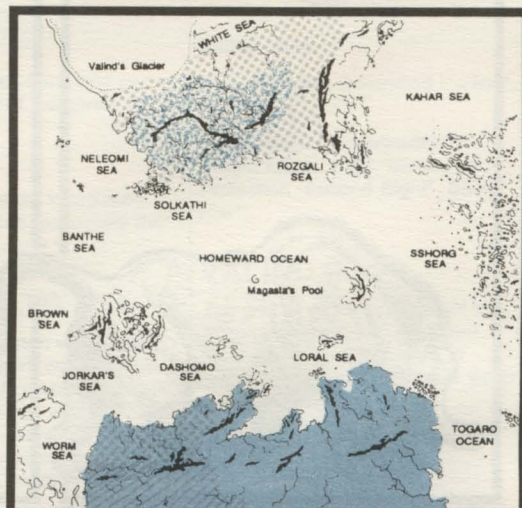 WHITE SEA
Valind's Glacier
KAHAR SEA
NELEOMI
SEA
ROZGALI
SEA
SOLKATHI
SEA
BANTHE
SEA
HOMEWARD OCEAN
SSHORG
SEA
Magasta's Pool
BROWN
SEA
LORAL SEA
DASHOMO
SEA
JORKAR'S
SEA
TOGARO
OCEAN
WORM
SEA